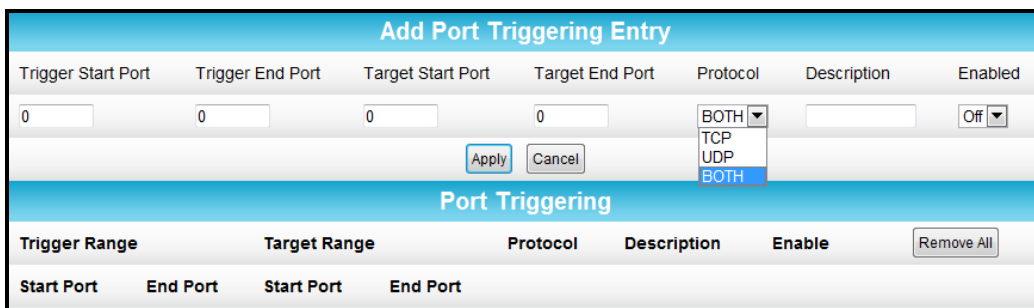 Add Port Triggering Entry
Trigger Start Port Trigger End Port Target Start Port Target End Port Protocol Description Enabled
0 0 0 0 BOTH Off
TCP
UDP
BOTH
Apply Cancel
Port Triggering
Trigger Range Target Range Protocol Description Enable Remove All
Start Port End Port Start Port End Port